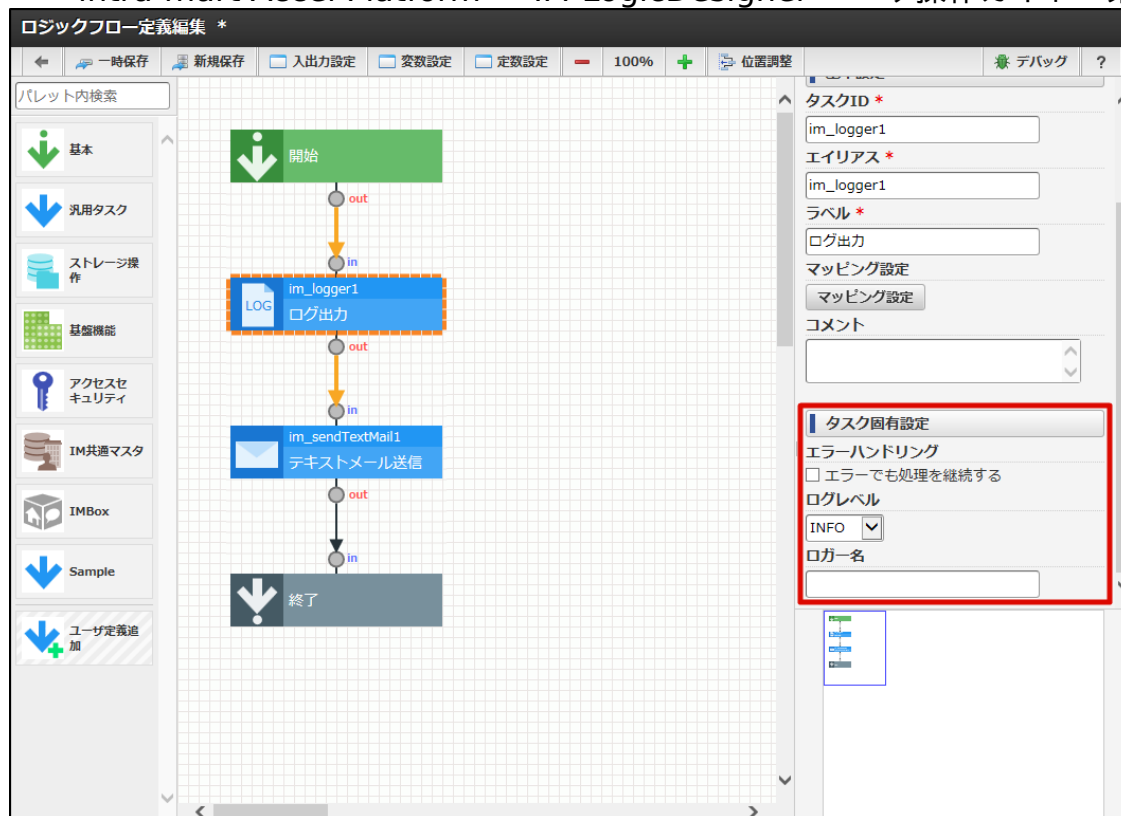 intra-mart Accel Platform — IM-LogicDesigner
ロジックフロー定義編集 *
一時保存 新規保存 入出力設定 変数設定 定数設定 100% 位置調整 デバッグ ?
パレット内検索
基本
汎用タスク
ストレージ操
作
基盤機能
アクセスセ
キュリティ
IM共通マスタ
IMBox
Sample
ユーザ定義追
加
開始
out
in
im_logger1
LOG
ログ出力
out
in
im_sendTextMail1
テキストメール送信
out
in
終了
タスクID *
im_logger1
エイリアス *
im_logger1
ラベル *
ログ出力
マッピング設定
マッピング設定
コメント
タスク固有設定
エラーハンドリング
エラーでも処理を継続する
ログレベル
INFO
ロガー名